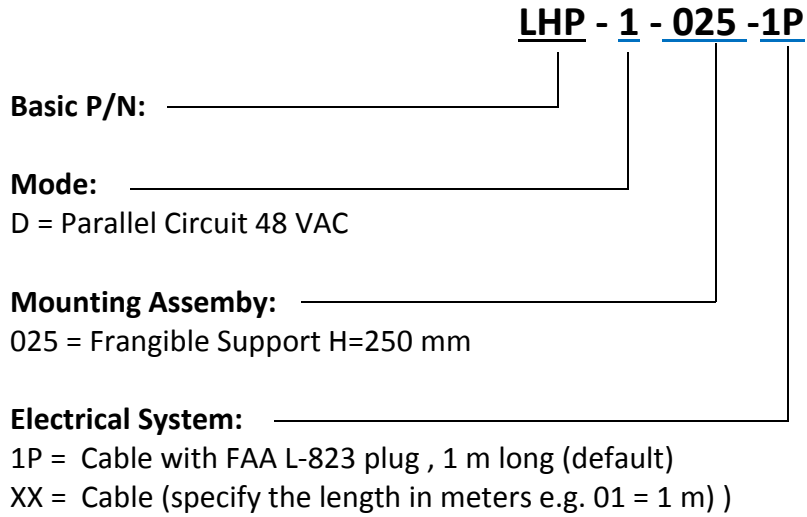 LHP - 1 - 025 -1P
Basic P/N:
Mode:
D = Parallel Circuit 48 VAC
Mounting Assemby:
025 = Frangible Support H=250 mm
Electrical System:
1P = Cable with FAA L-823 plug , 1 m long (default)
XX = Cable (specify the length in meters e.g. 01 = 1 m) )